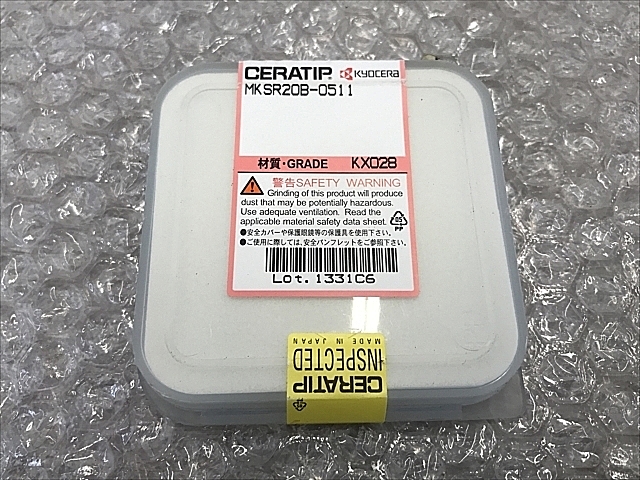 CERATIP KYOCERA
MKSR20B-0511
材質・GRADE KX028
警告SAFETY WARNING
Grinding of this product will produce
dust that may be potentially hazardous.
Use adequate ventilation. Read the
applicable material safety data sheet.
05
PP
●安全カバーや保護眼鏡等の保護具を使用下さい。
●ご使用に際しては、安全パンフレットをご参照下さい。
Lot.1331C6
CERATIP
INSPECTED
MADE IN JAPAN